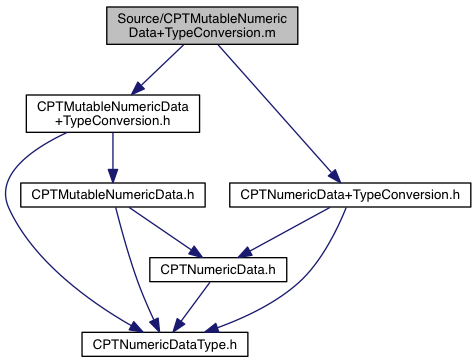 Source/CPTMutableNumeric
Data+TypeConversion.m
CPTMutableNumericData
+TypeConversion.h
CPTMutableNumericData.h
CPTNumericData+TypeConversion.h
CPTNumericData.h
CPTNumericDataType.h